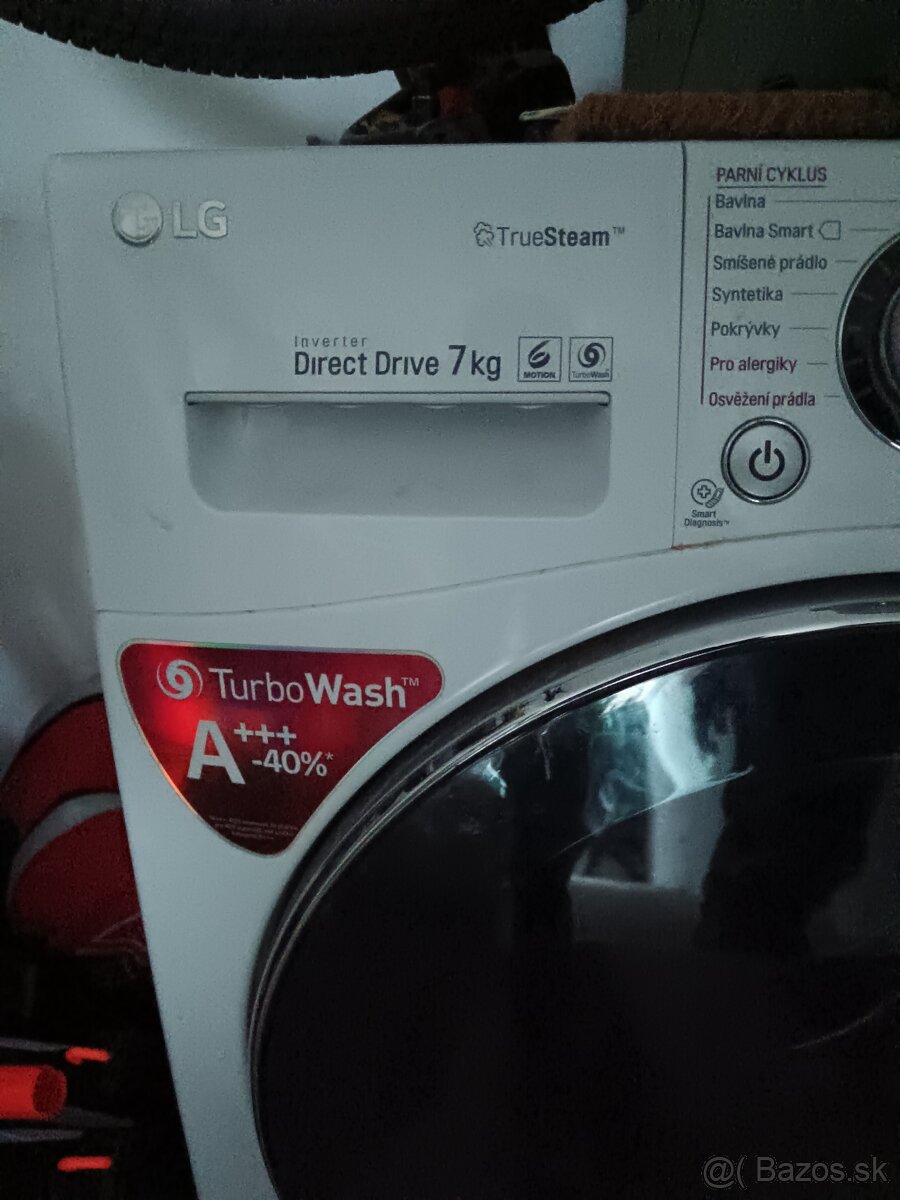 LG
TrueSteam™
Inverter
Direct Drive 7kg
6 MOTION
TurboWash
PARNÍ CYKLUS
Bavlna
Bavlna Smart
Smíšené prádlo
Syntetika
Pokrývky
Pro alergiky
Osvěžení prádla
Smart
Diagnosis™
TurboWash™
A+++
-40%*
@( Bazos.sk